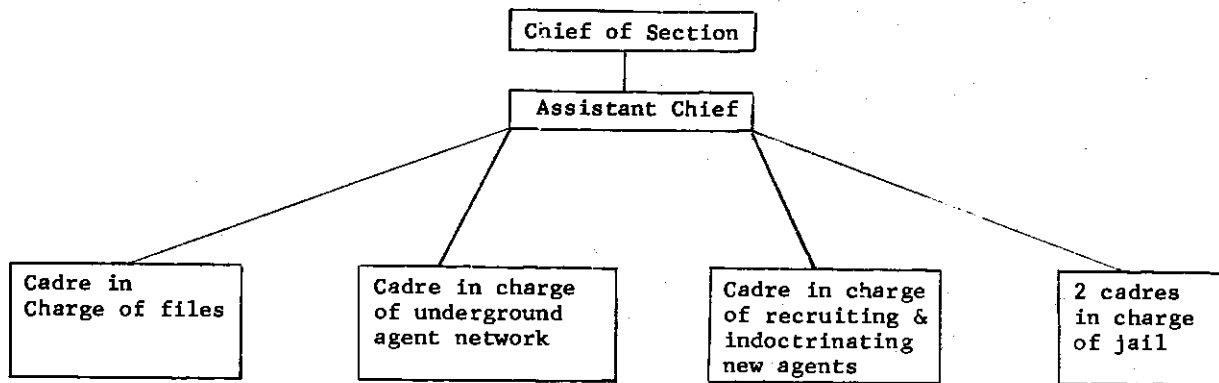 Chief of Section
Assistant Chief
Cadre in
Charge of files
Cadre in charge
of underground
agent network
Cadre in charge
of recruiting &
indoctrinating
new agents
2 cadres
in charge
of jail